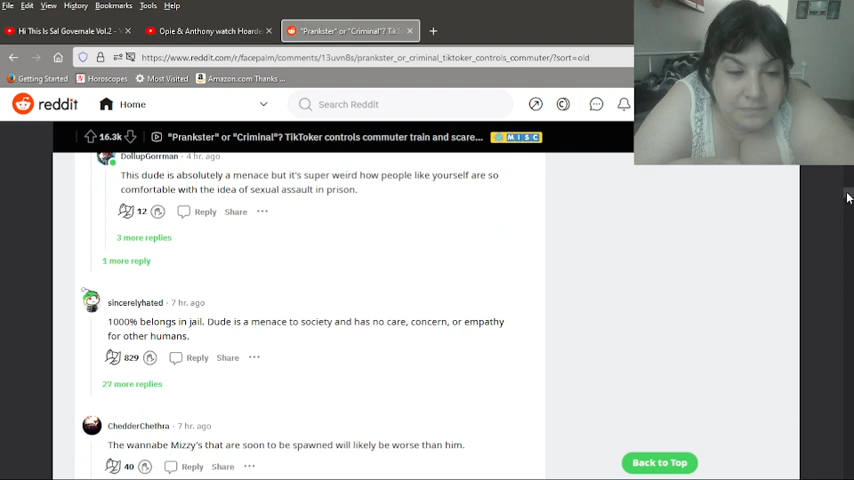 File Edit View History Bookmarks Tools Help
Hi This Is Sal Governale Vol.2 - Y
Opie & Anthony watch Hoarde
"Prankster" or "Criminal"? TikT
https://www.reddit.com/r/facepalm/comments/13uvn8s/prankster_or_criminal_tiktoker_controls_commuter/?sort=old
Getting Started Horoscopes Most Visited Amazon.com Thanks ...
reddit Home Search Reddit
16.3k "Prankster" or "Criminal"? TikToker controls commuter train and scare... MISC
DollupGorrman · 4 hr. ago
This dude is absolutely a menace but it's super weird how people like yourself are so
comfortable with the idea of sexual assault in prison.
12 Reply Share ...
3 more replies
1 more reply
sincerelyhated · 7 hr. ago
1000% belongs in jail. Dude is a menace to society and has no care, concern, or empathy
for other humans.
829 Reply Share ...
27 more replies
ChedderChethra · 7 hr. ago
The wannabe Mizzy's that are soon to be spawned will likely be worse than him.
40 Reply Share ...
Back to Top